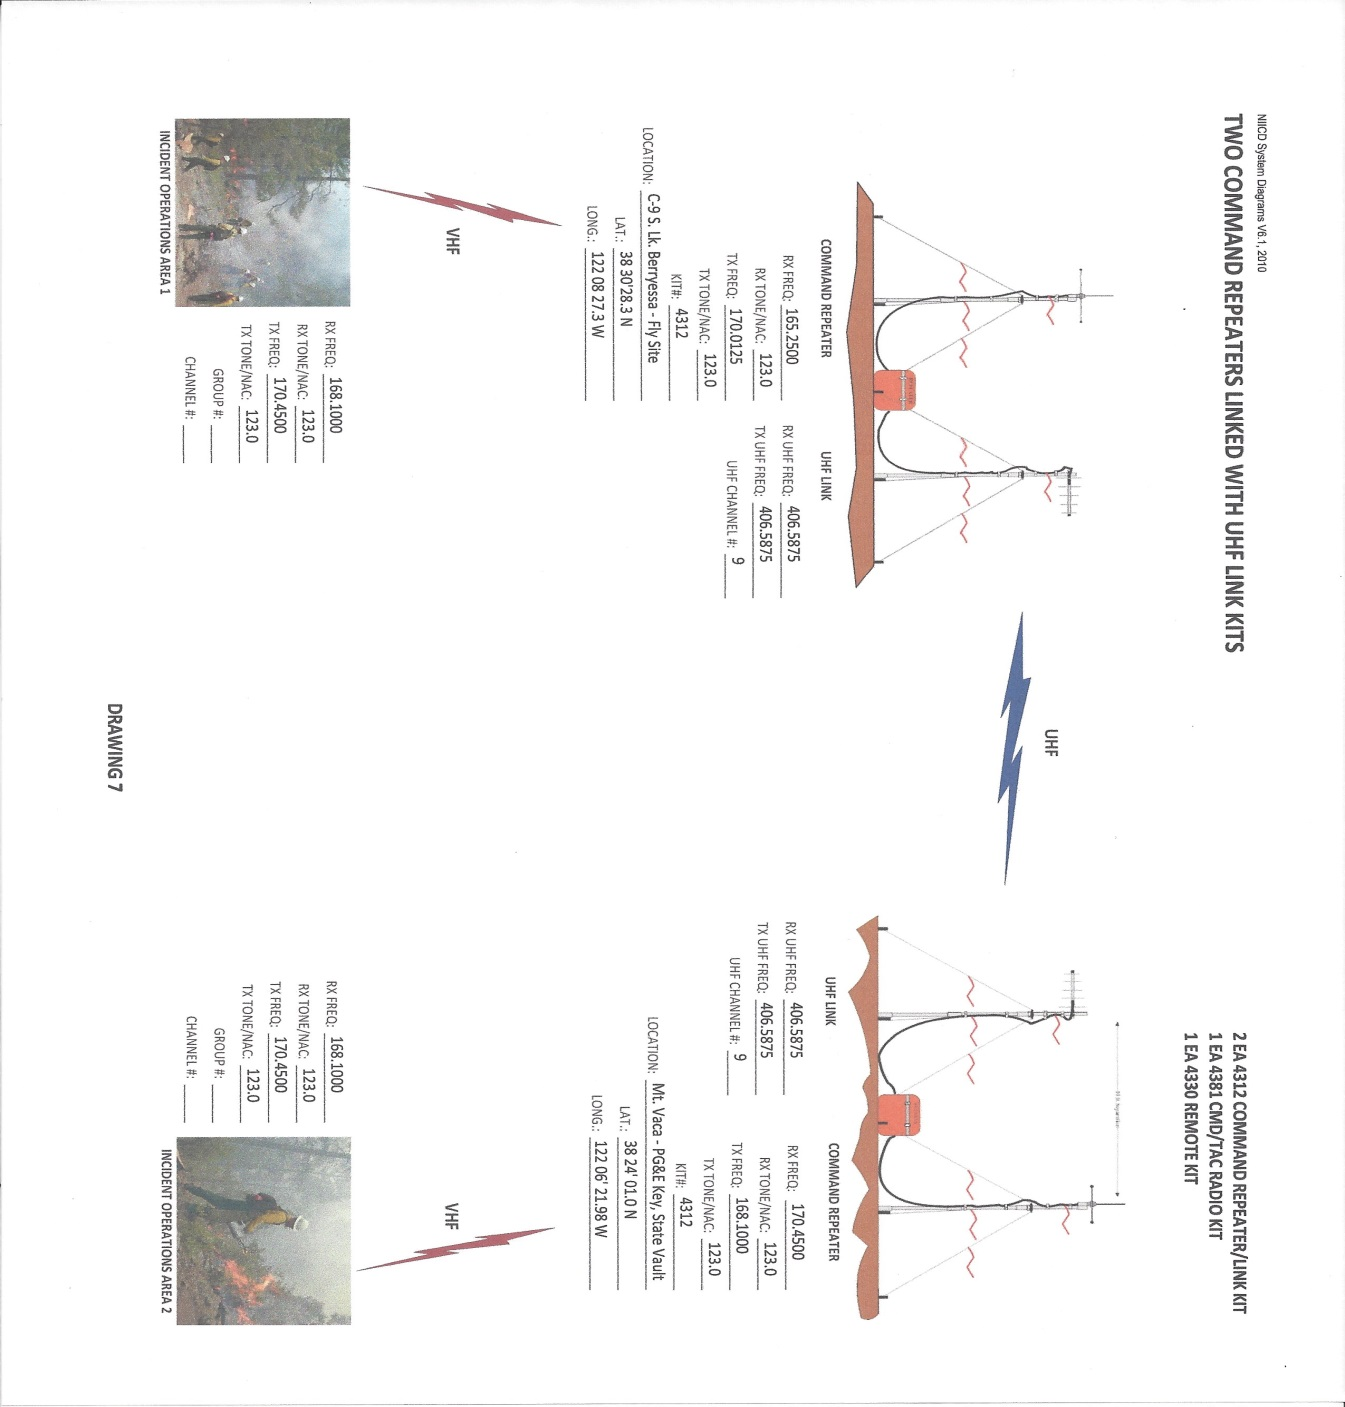 NIICD System Diagrams V6.1, 2010
TWO COMMAND REPEATERS LINKED WITH UHF LINK KITS
2 EA 4312 COMMAND REPEATER/LINK KIT
1 EA 4381 CMD/TAC RADIO KIT
1 EA 4330 REMOTE KIT
UHF
COMMAND REPEATER
UHF LINK
RX FREQ: 165.2500
RX TONE/NAC: 123.0
TX FREQ: 170.0125
TX TONE/NAC: 123.0
KIT#: 4312
LOCATION: C-9 S. Lk. Berryessa - Fly Site
LAT.: 38 30'28.3 N
LONG.: 122 08 27.3 W
RX UHF FREQ: 406.5875
TX UHF FREQ: 406.5875
UHF CHANNEL #: 9
UHF LINK
COMMAND REPEATER
RX UHF FREQ: 406.5875
TX UHF FREQ: 406.5875
UHF CHANNEL #: 9
RX FREQ: 170.4500
RX TONE/NAC: 123.0
TX FREQ: 168.1000
TX TONE/NAC: 123.0
KIT#: 4312
LOCATION: Mt. Vaca - PG&E Key, State Vault
LAT.: 38 24' 01.0 N
LONG.: 122 06' 21.98 W
VHF
VHF
RX FREQ: 168.1000
RX TONE/NAC: 123.0
TX FREQ: 170.4500
TX TONE/NAC: 123.0
GROUP #:
CHANNEL #:
INCIDENT OPERATIONS AREA 1
RX FREQ: 168.1000
RX TONE/NAC: 123.0
TX FREQ: 170.4500
TX TONE/NAC: 123.0
GROUP #:
CHANNEL #:
INCIDENT OPERATIONS AREA 2
DRAWING 7